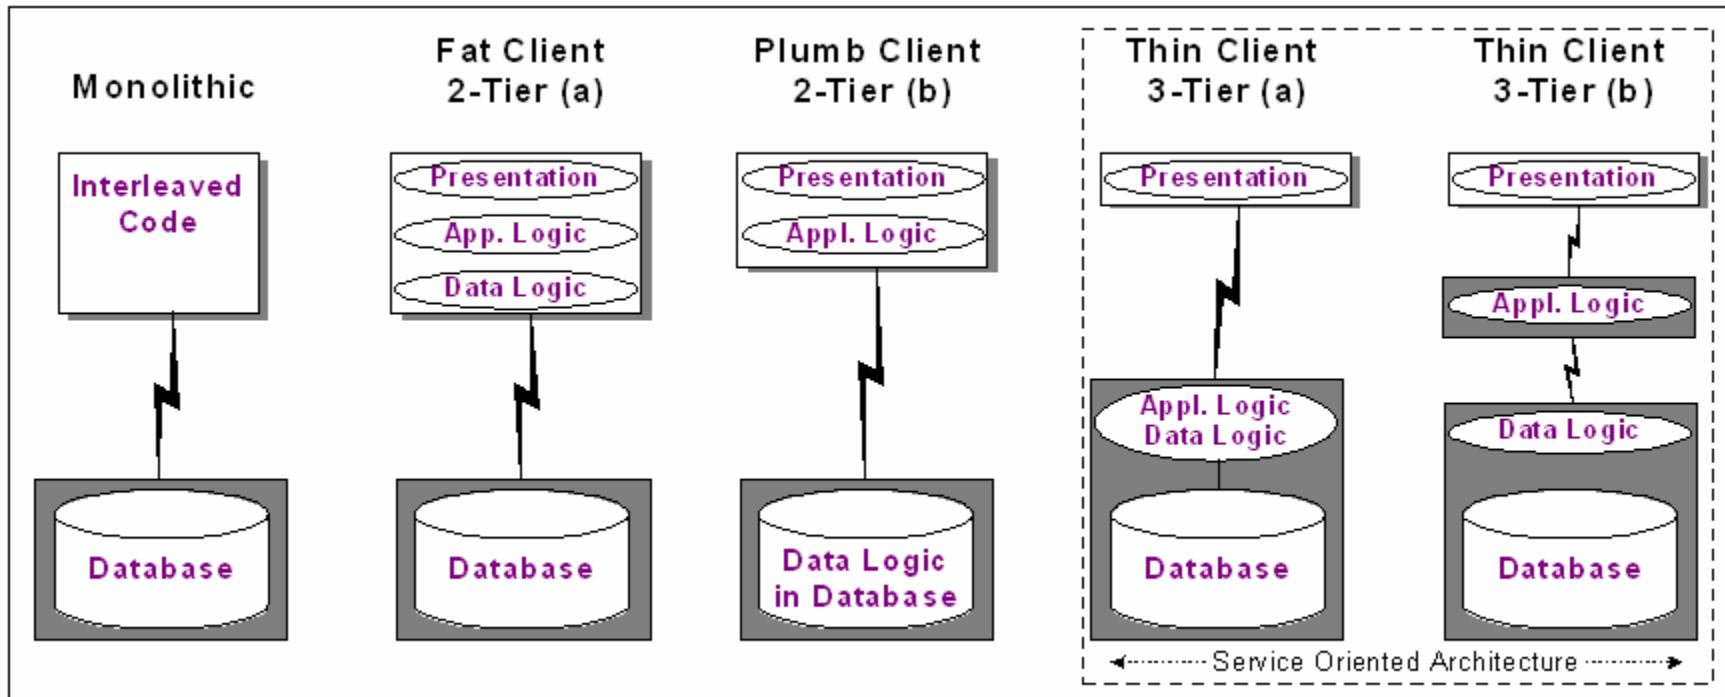 Monolithic
Interleaved
Code
Database
Fat Client
2-Tier (a)
Presentation
App. Logic
Data Logic
Database
Plumb Client
2-Tier (b)
Presentation
Appl. Logic
Data Logic
in Database
Thin Client
3-Tier (a)
Presentation
Appl. Logic
Data Logic
Database
Thin Client
3-Tier (b)
Presentation
Appl. Logic
Data Logic
Database
Service Oriented Architecture